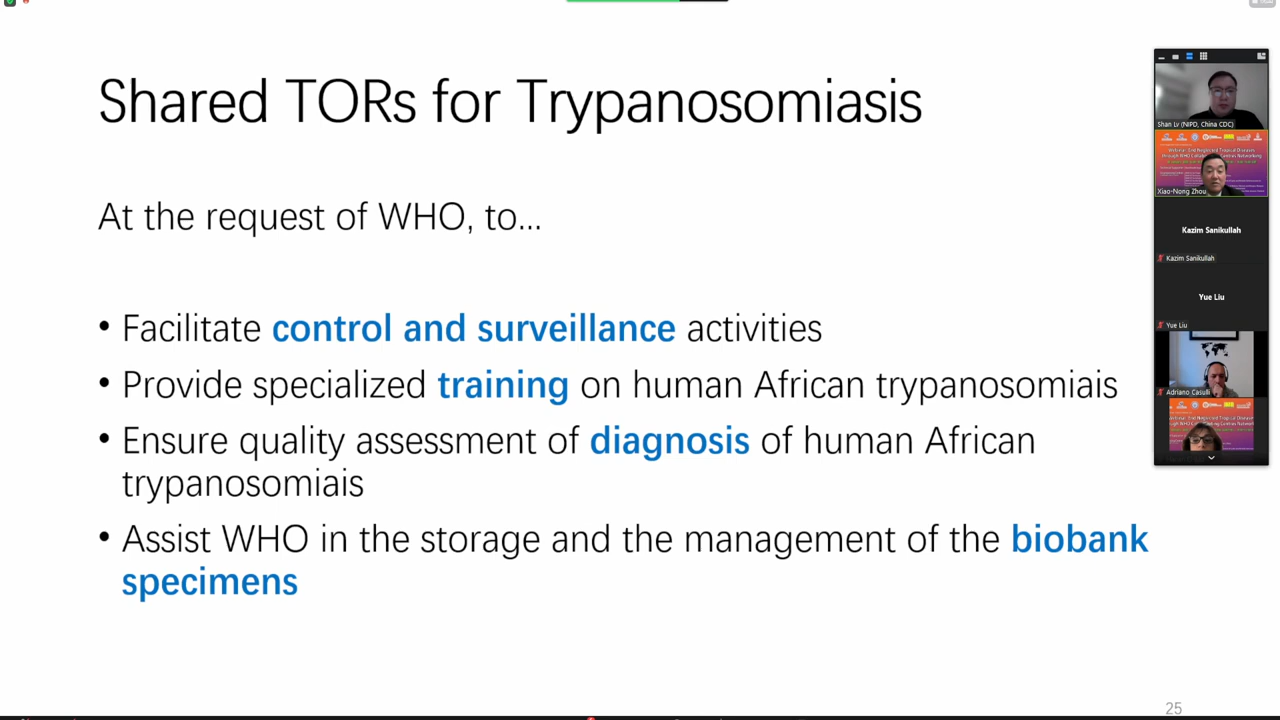 Shared TORs for Trypanosomiasis
At the request of WHO, to...
• Facilitate control and surveillance activities
• Provide specialized training on human African trypanosomiais
• Ensure quality assessment of diagnosis of human African
trypanosomiais
• Assist WHO in the storage and the management of the biobank
specimens
25
Shan Lv (NIPD, China CDC)
Xiao-Nong Zhou
Kazim Sanikullah
Kazim Sanikullah
Yue Liu
Yue Liu
Adriano Casulli